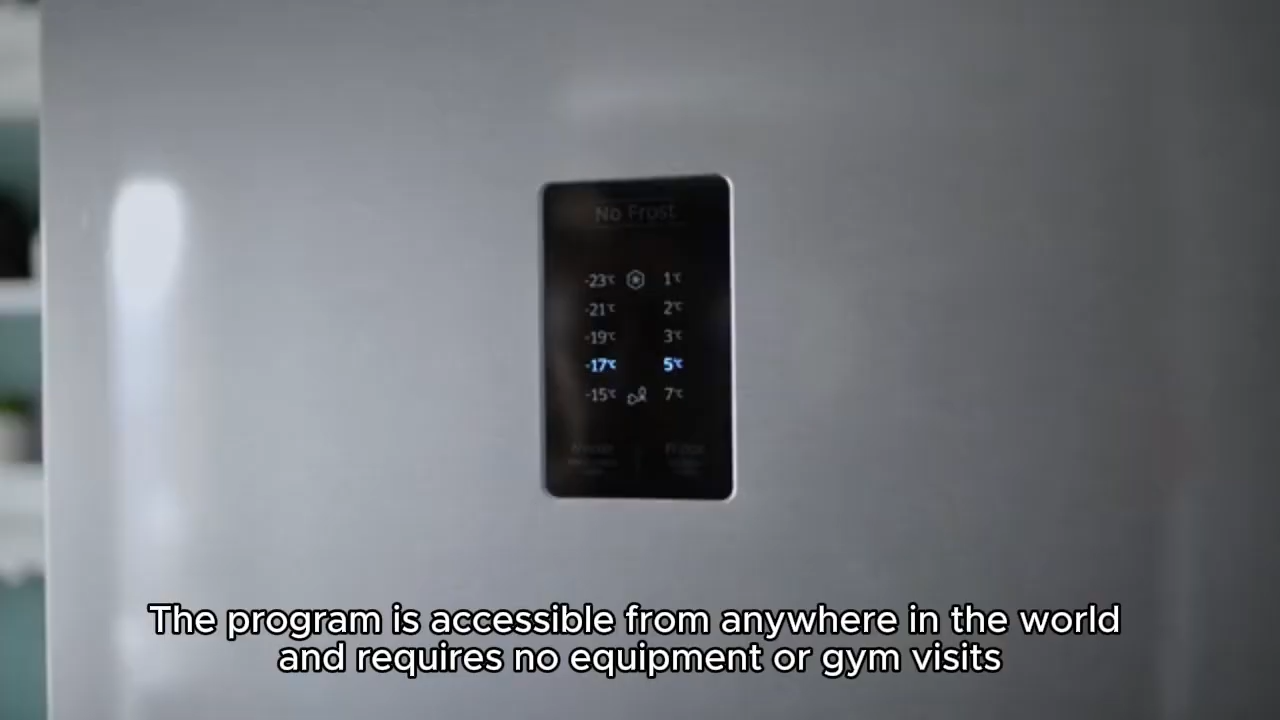 No Frost
-23°C 1°C
-21°C 2°C
-19°C 3°C
-17°C 5°C
-15°C 7°C
The program is accessible from anywhere in the world
and requires no equipment or gym visits